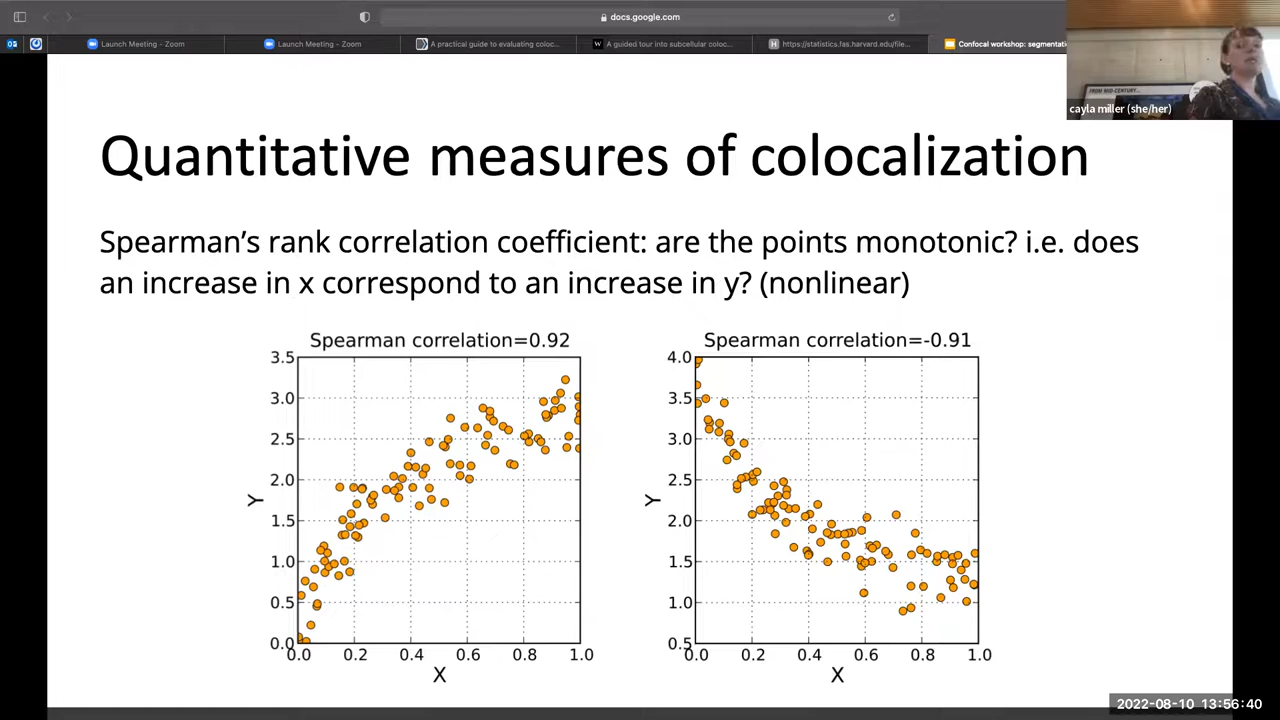 docs.google.com
Launch Meeting - Zoom
Launch Meeting - Zoom
A practical guide to evaluating coloc...
A guided tour into subcellular coloc...
https://statistics.fas.harvard.edu/file...
Confocal workshop: segmentati
FROM MID-CENTURY...
cayla miller (she/her)
Quantitative measures of colocalization
Spearman's rank correlation coefficient: are the points monotonic? i.e. does
an increase in x correspond to an increase in y? (nonlinear)
Spearman correlation=0.92
3.5
3.0
2.5
2.0
1.5
1.0
0.5
0.0
Y
0.0 0.2 0.4 0.6 0.8 1.0
X
Spearman correlation=-0.91
4.0
3.5
3.0
2.5
2.0
1.5
1.0
0.5
Y
0.0 0.2 0.4 0.6 0.8 1.0
X
2022-08-10 13:56:40